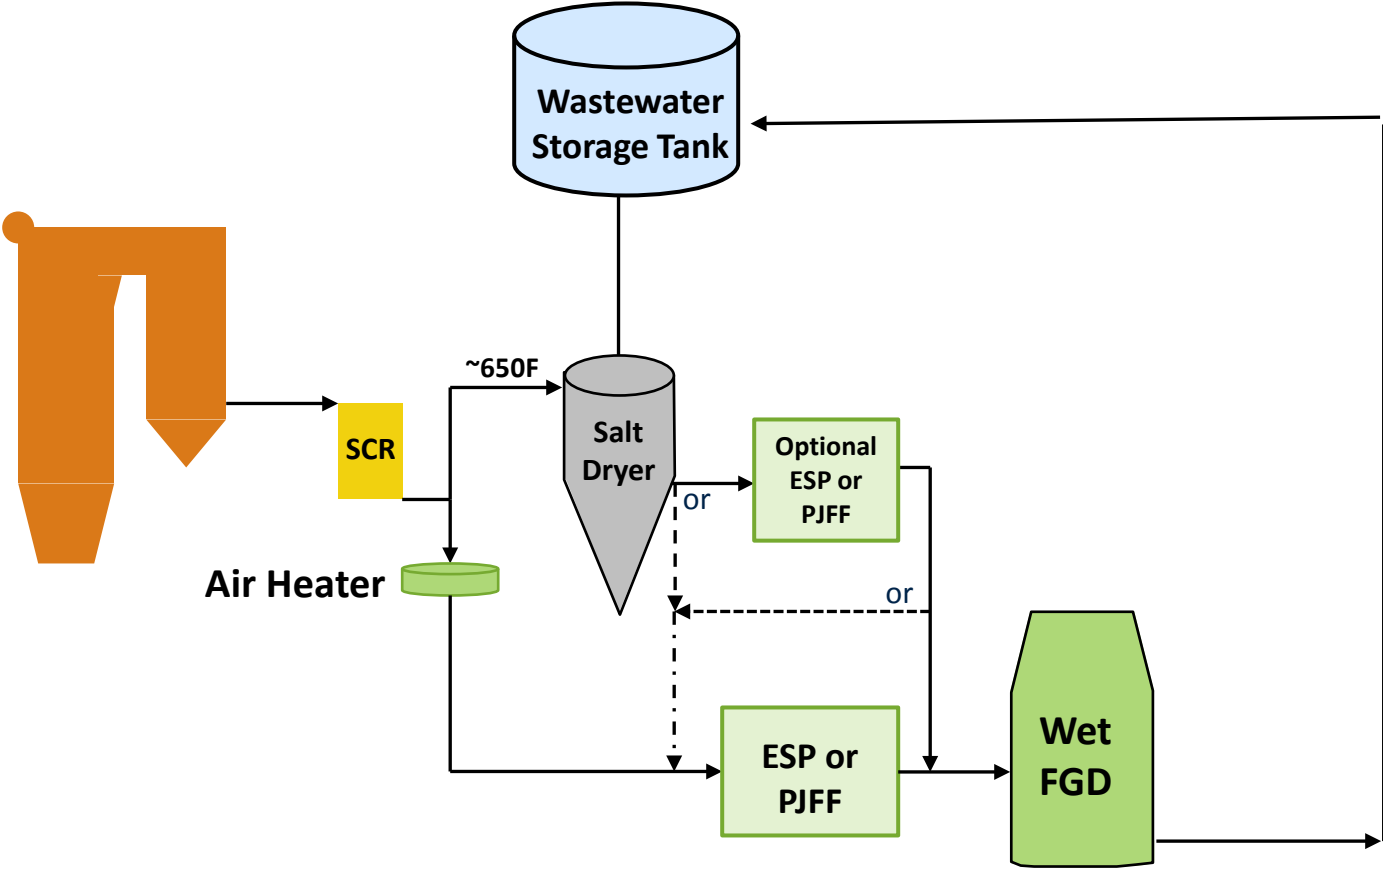 Wastewater
Storage Tank
~650F
SCR
Salt
Dryer
Optional
ESP or
PJFF
or
Air Heater
or
ESP or
PJFF
Wet
FGD